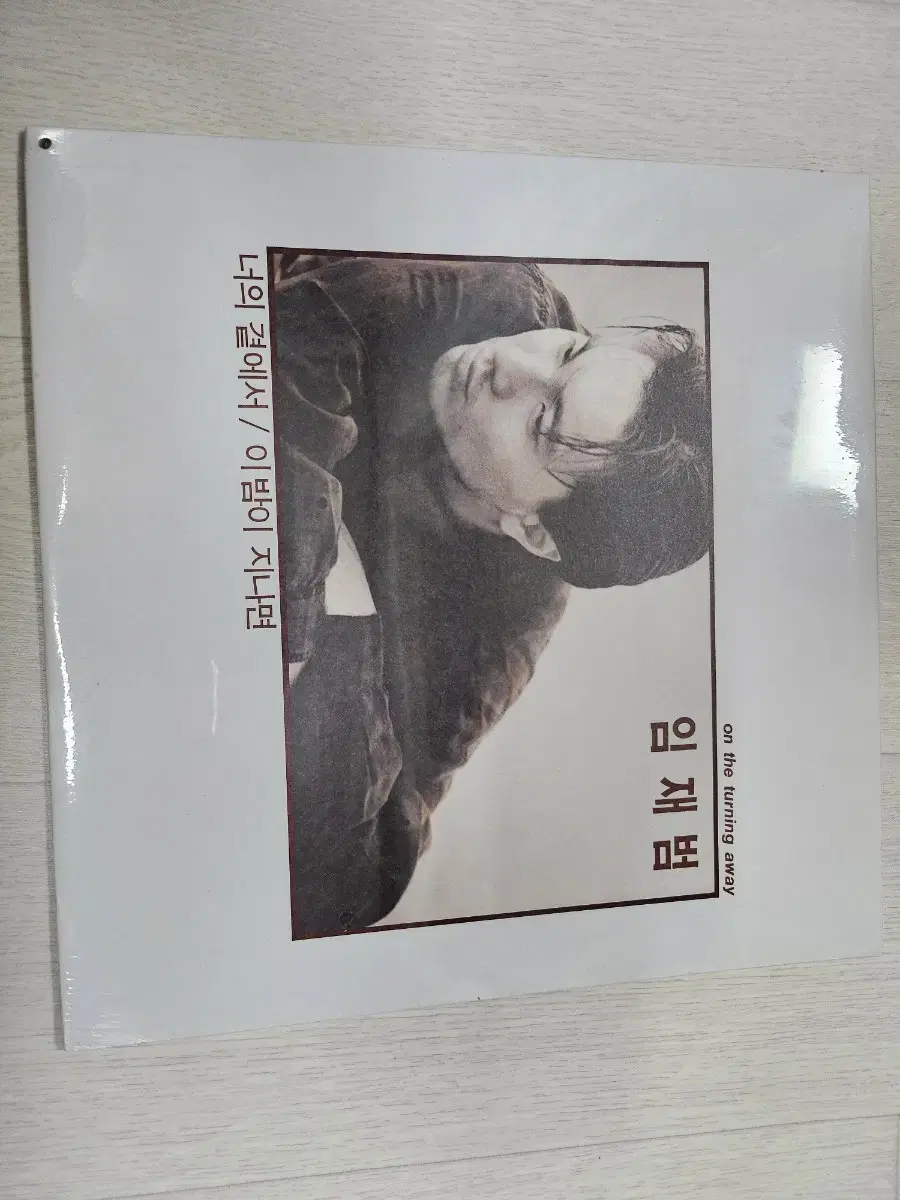 on the turning away
임재범
너의 곁에서 / 이 밤이 지나면